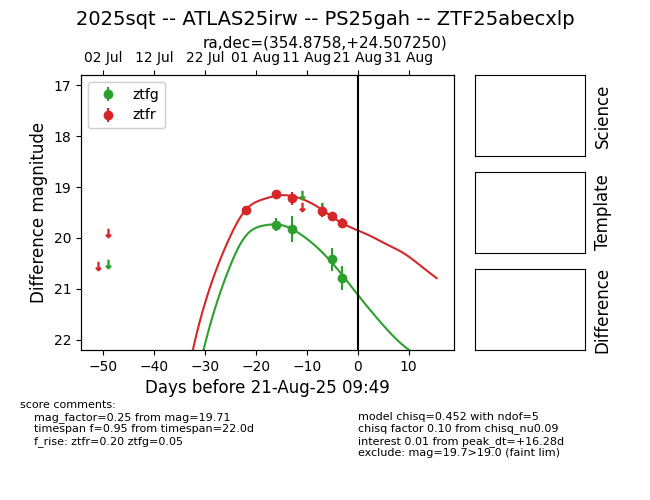 2025sqt -- ATLAS25irw -- PS25gah -- ZTF25abecxlp
ra,dec=(354.8758,+24.507250)
02 Jul 12 Jul 22 Jul 01 Aug 11 Aug 21 Aug 31 Aug
ztfg
ztfr
17
18
19
20
21
22
Difference magnitude
−50 −40 −30 −20 −10 0 10
Days before 21-Aug-25 09:49
Science
Template
Difference
score comments:
mag_factor=0.25 from mag=19.71
timespan f=0.95 from timespan=22.0d
f_rise: ztfr=0.20 ztfg=0.05
model chisq=0.452 with ndof=5
chisq factor 0.10 from chisq_nu0.09
interest 0.01 from peak_dt=+16.28d
exclude: mag=19.7>19.0 (faint lim)